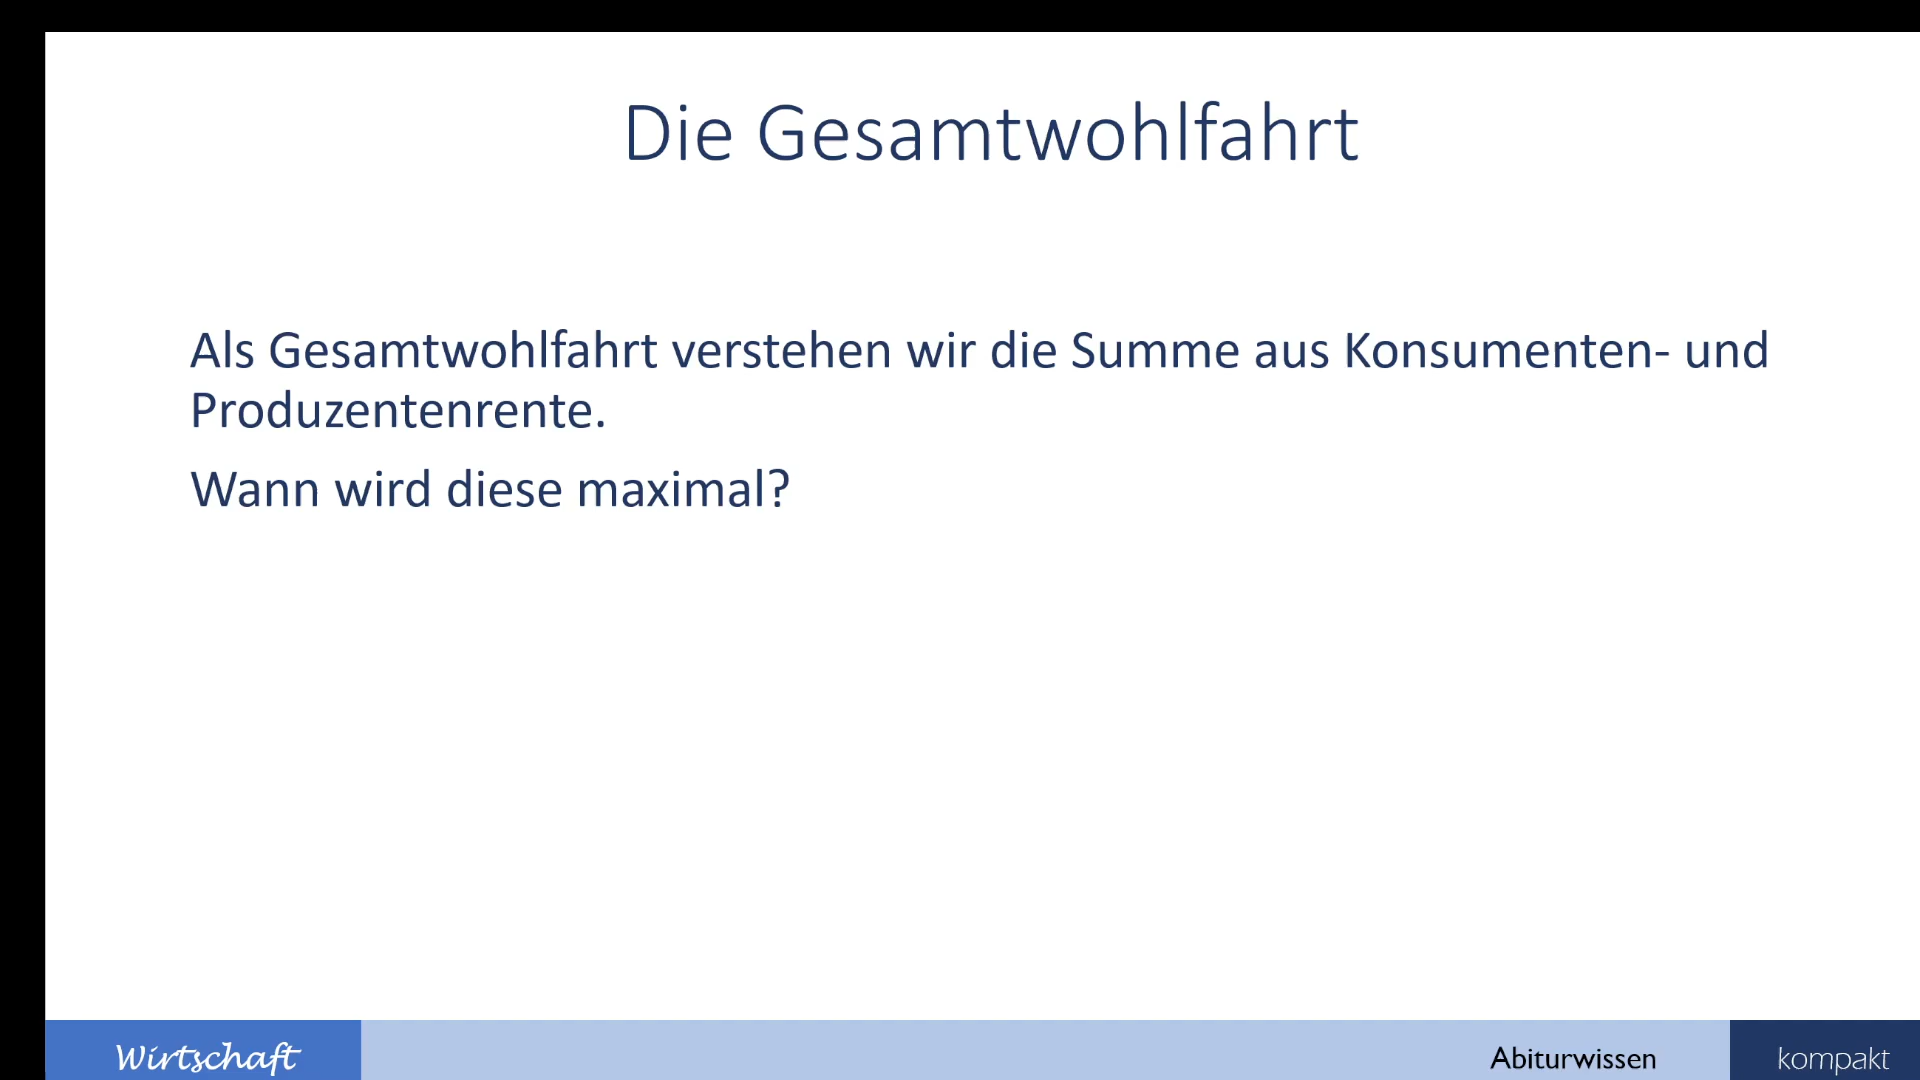 Die Gesamtwohlfahrt
Als Gesamtwohlfahrt verstehen wir die Summe aus Konsumenten- und
Produzentenrente.
Wann wird diese maximal?
Wirtschaft
Abiturwissen
kompakt